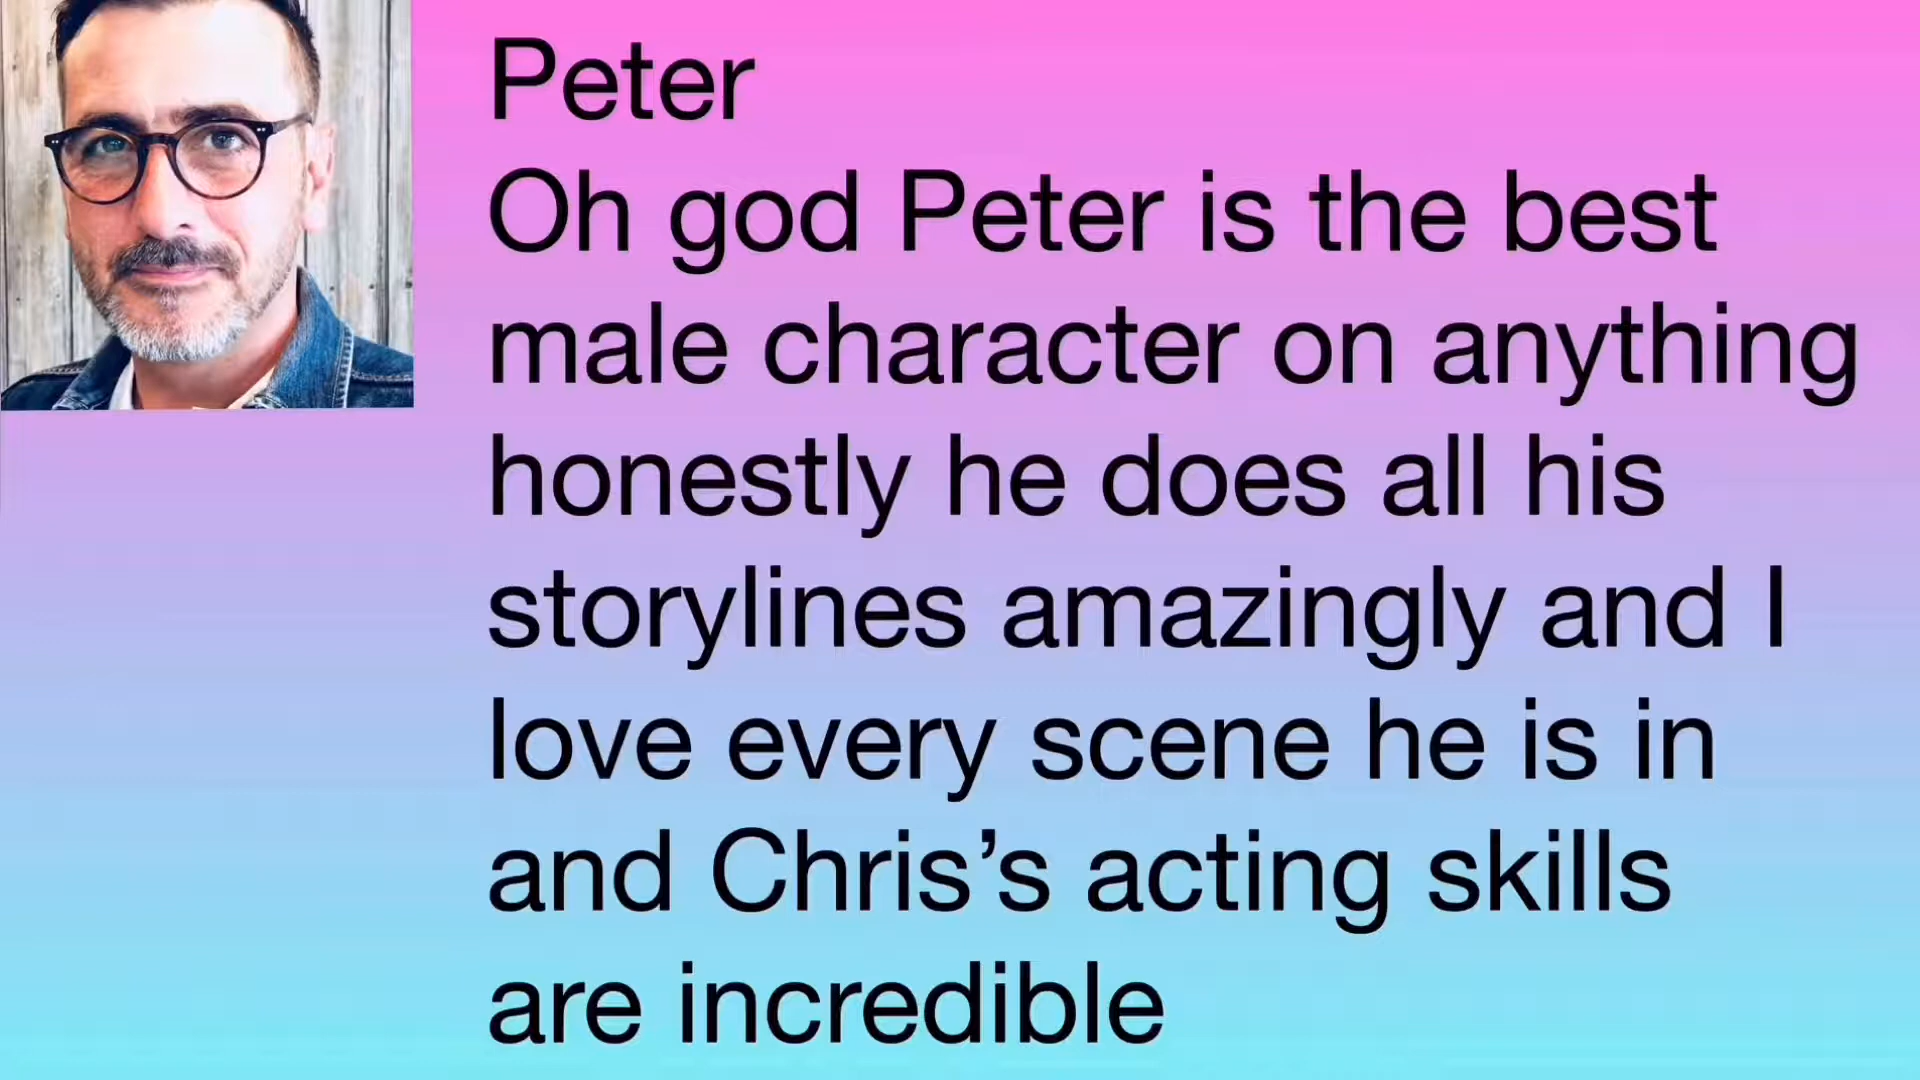 Peter
Oh god Peter is the best
male character on anything
honestly he does all his
storylines amazingly and I
love every scene he is in
and Chris’s acting skills
are incredible